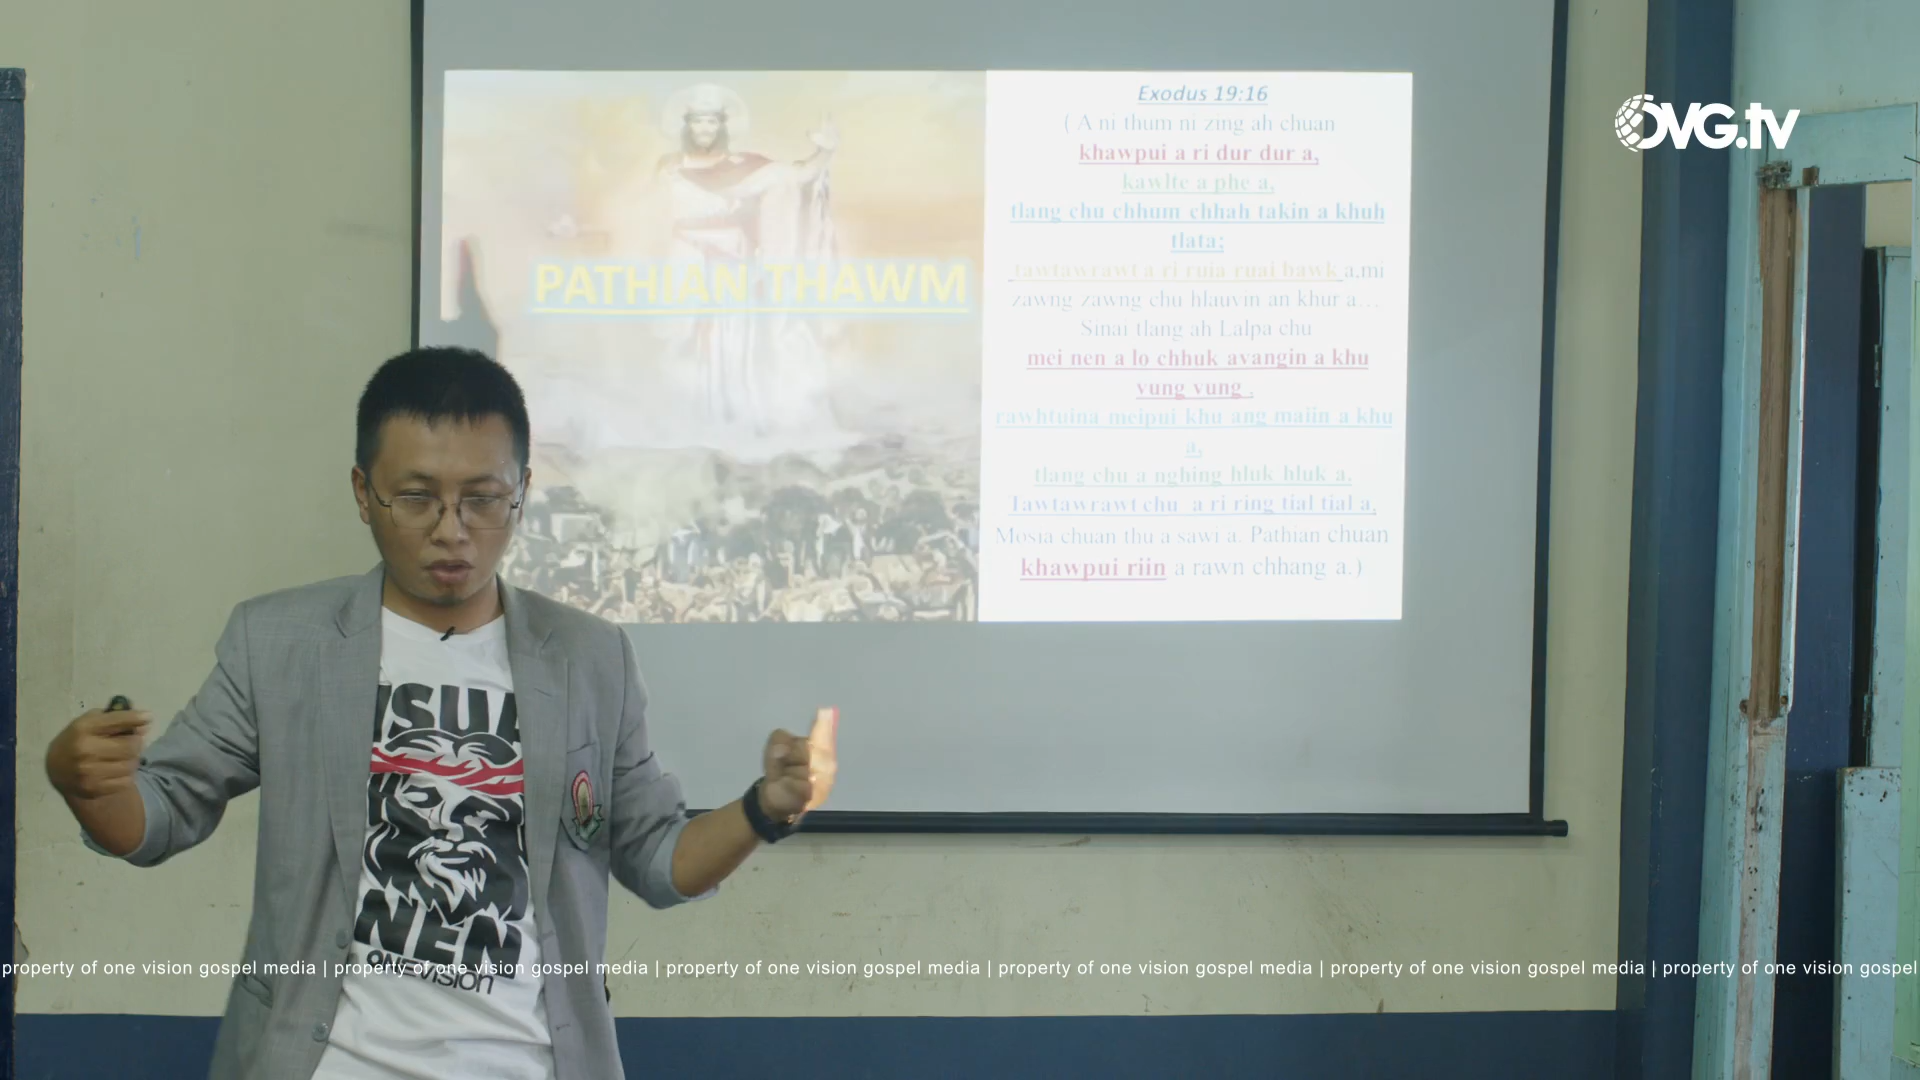 OVG.tv
PATHIAN THAWM
Exodus 19:16
( A ni thum ni zing ah chuan
khawpui a ri dur dur a,
kawlte a phe a,
tlang chu chhum chhah takin a khuh
tlata;
tawtawrawt a ri ruia ruai bawk a,mi
zawng zawng chu hlauvin an khur a...
Sinai tlang ah Lalpa chu
mei nen a lo chhuk avangin a khu
vung vung .
rawhtuina meipui khu ang maiin a khu
a,
tlang chu a nghing hluk hluk a,
Tawtawrawt chu a ri ring tial tial a,
Mosia chuan thu a sawi a. Pathian chuan
khawpui riin a rawn chhang a.)
NEN
onevision
property of one vision gospel media | property of one vision gospel media | property of one vision gospel media | property of one vision gospel media | property of one vision gospel media | property of one vision gospel